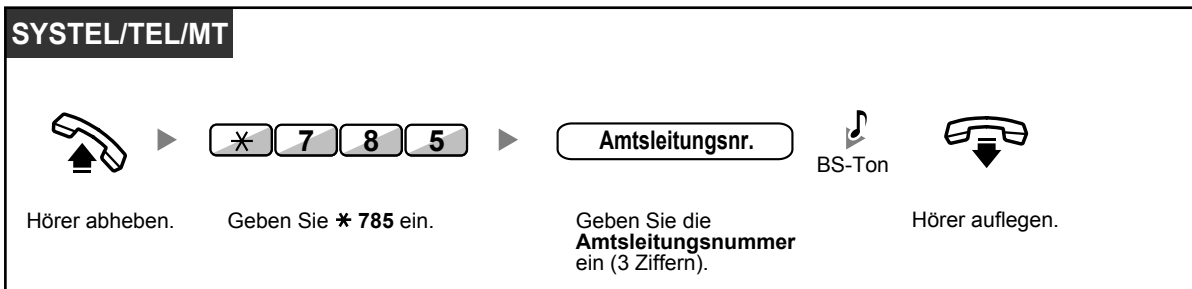 SYSTEL/TEL/MT
* 7 8 5
Amtsleitungsnr.
BS-Ton
Hörer abheben.
Geben Sie * 785 ein.
Geben Sie die
Amtsleitungsnummer
ein (3 Ziffern).
Hörer auflegen.